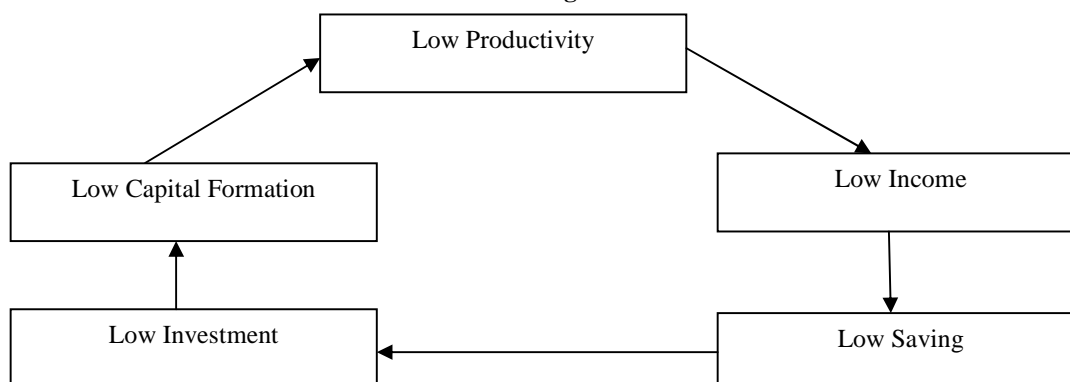 Low Productivity
Low Capital Formation
Low Income
Low Investment
Low Saving